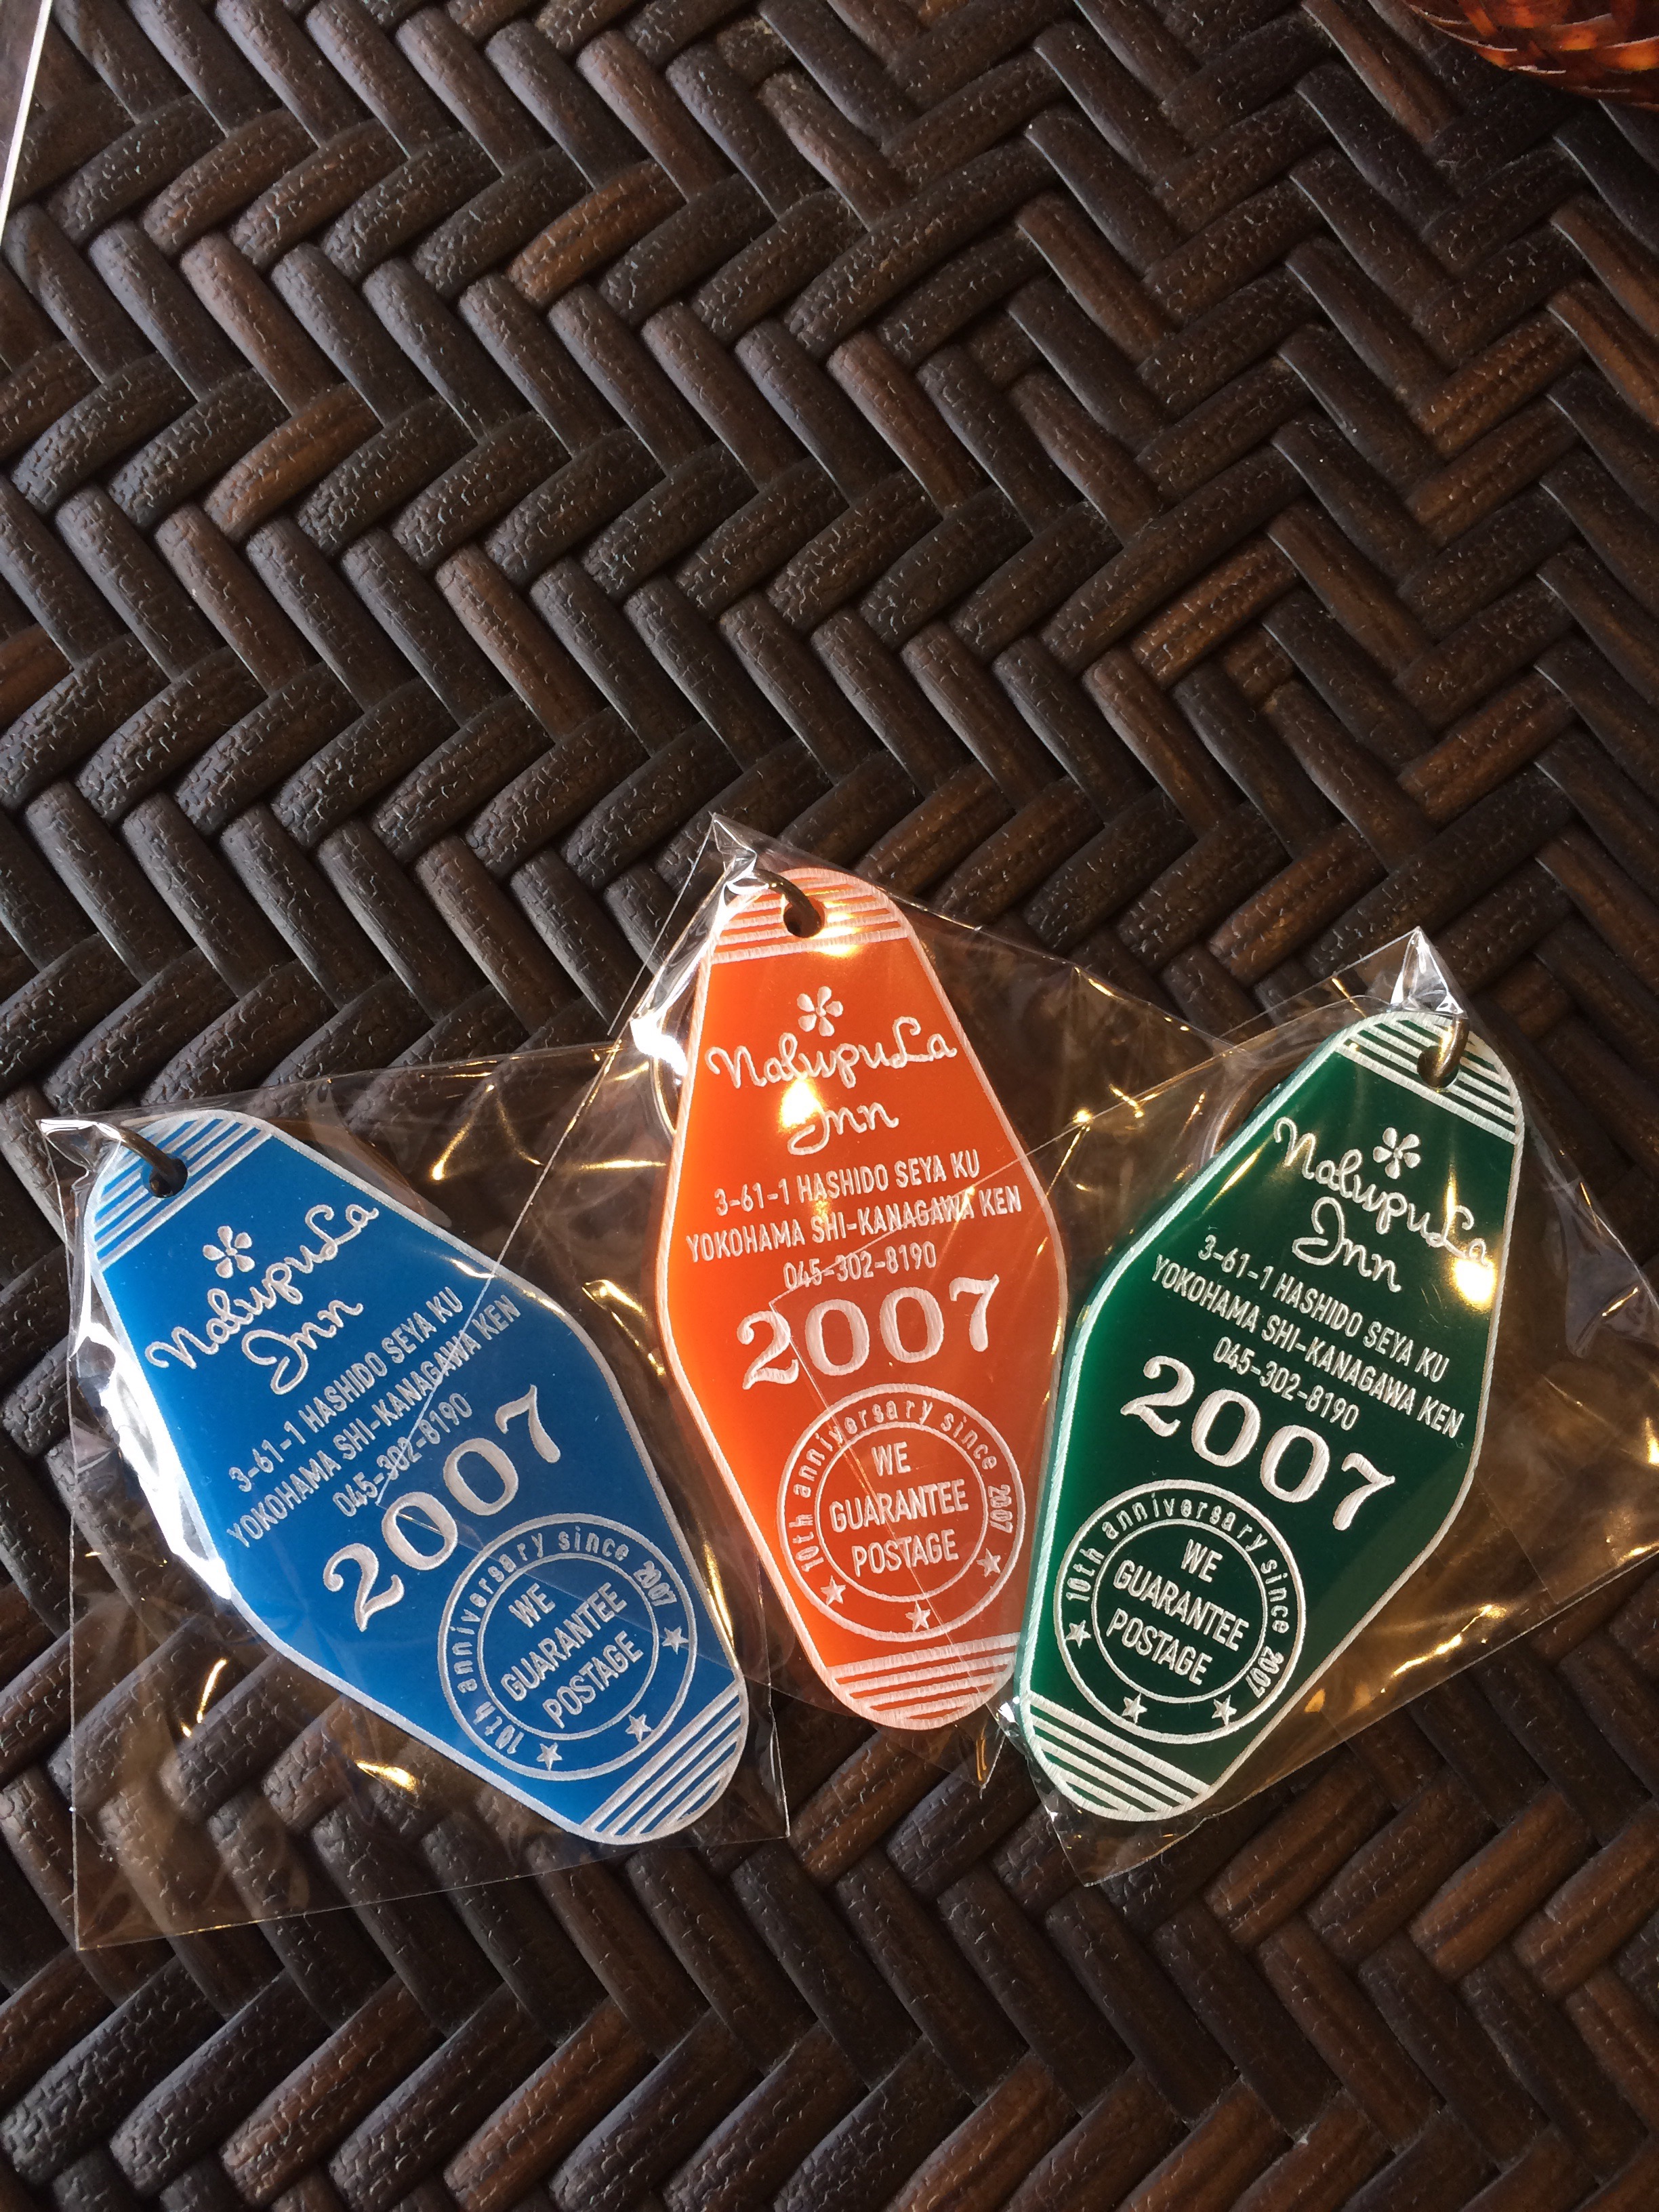 NalupuLa
Inn
3-61-1 HASHIDO SEYA KU
YOKOHAMA SHI-KANAGAWA KEN
045-302-8190
2007
10th anniversary since 2007
WE
GUARANTEE
POSTAGE
NalupuLa
Inn
3-61-1 HASHIDO SEYA KU
YOKOHAMA SHI-KANAGAWA KEN
045-302-8190
2007
10th anniversary since 2007
WE
GUARANTEE
POSTAGE
NalupuLa
Inn
3-61-1 HASHIDO SEYA KU
YOKOHAMA SHI-KANAGAWA KEN
045-302-8190
2007
10th anniversary since 2007
WE
GUARANTEE
POSTAGE